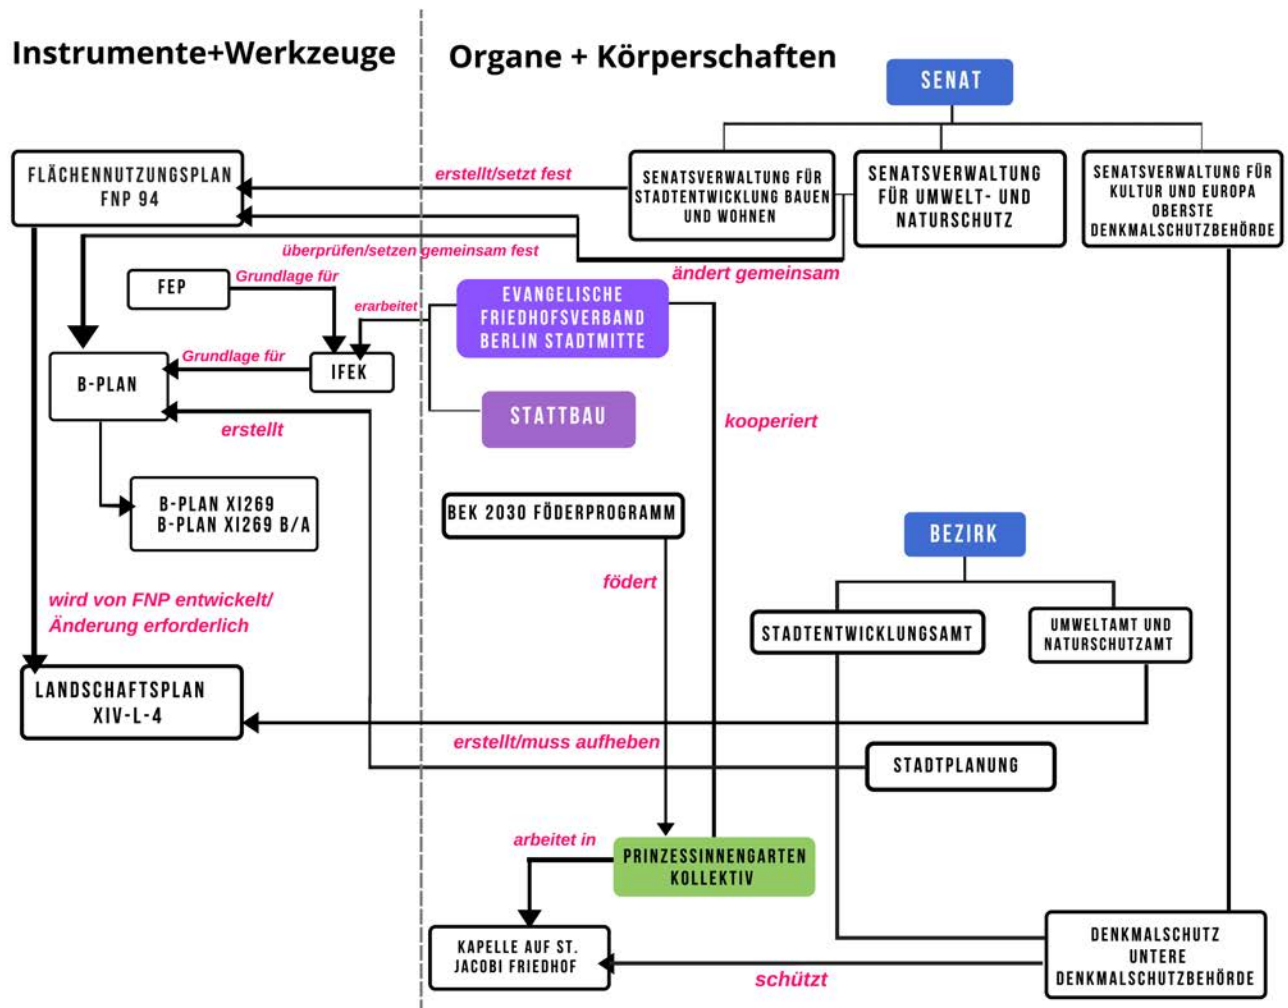 Instrumente+Werkzeuge
Organe + Körperschaften
SENAT
FLÄCHENNUTZUNGSPLAN
FNP 94
erstellt/setzt fest
SENATSVERWALTUNG FÜR
STADTENTWICKLUNG BAUEN
UND WOHNEN
SENATSVERWALTUNG
FÜR UMWELT- UND
NATURSCHUTZ
SENATSVERWALTUNG FÜR
KULTUR UND EUROPA
OBERSTE
DENKMALSCHUTZBEHÖRDE
überprüfen/setzen gemeinsam fest
ändert gemeinsam
FEP
Grundlage für
erarbeitet
EVANGELISCHE
FRIEDHOFSVERBAND
BERLIN STADTMITTE
B-PLAN
Grundlage für
IFEK
STATTBAU
kooperiert
erstellt
B-PLAN XI269
B-PLAN XI269 B/A
BEK 2030 FÖDERPROGRAMM
BEZIRK
födert
wird von FNP entwickelt/
Änderung erforderlich
STADTENTWICKLUNGSAMT
UMWELTAMT UND
NATURSCHUTZAMT
LANDSCHAFTSPLAN
XIV-L-4
erstellt/muss aufheben
STADTPLANUNG
arbeitet in
PRINZESSINNENGARTEN
KOLLEKTIV
KAPELLE AUF ST.
JACOBI FRIEDHOF
schützt
DENKMALSCHUTZ
UNTERE
DENKMALSCHUTZBEHÖRDE